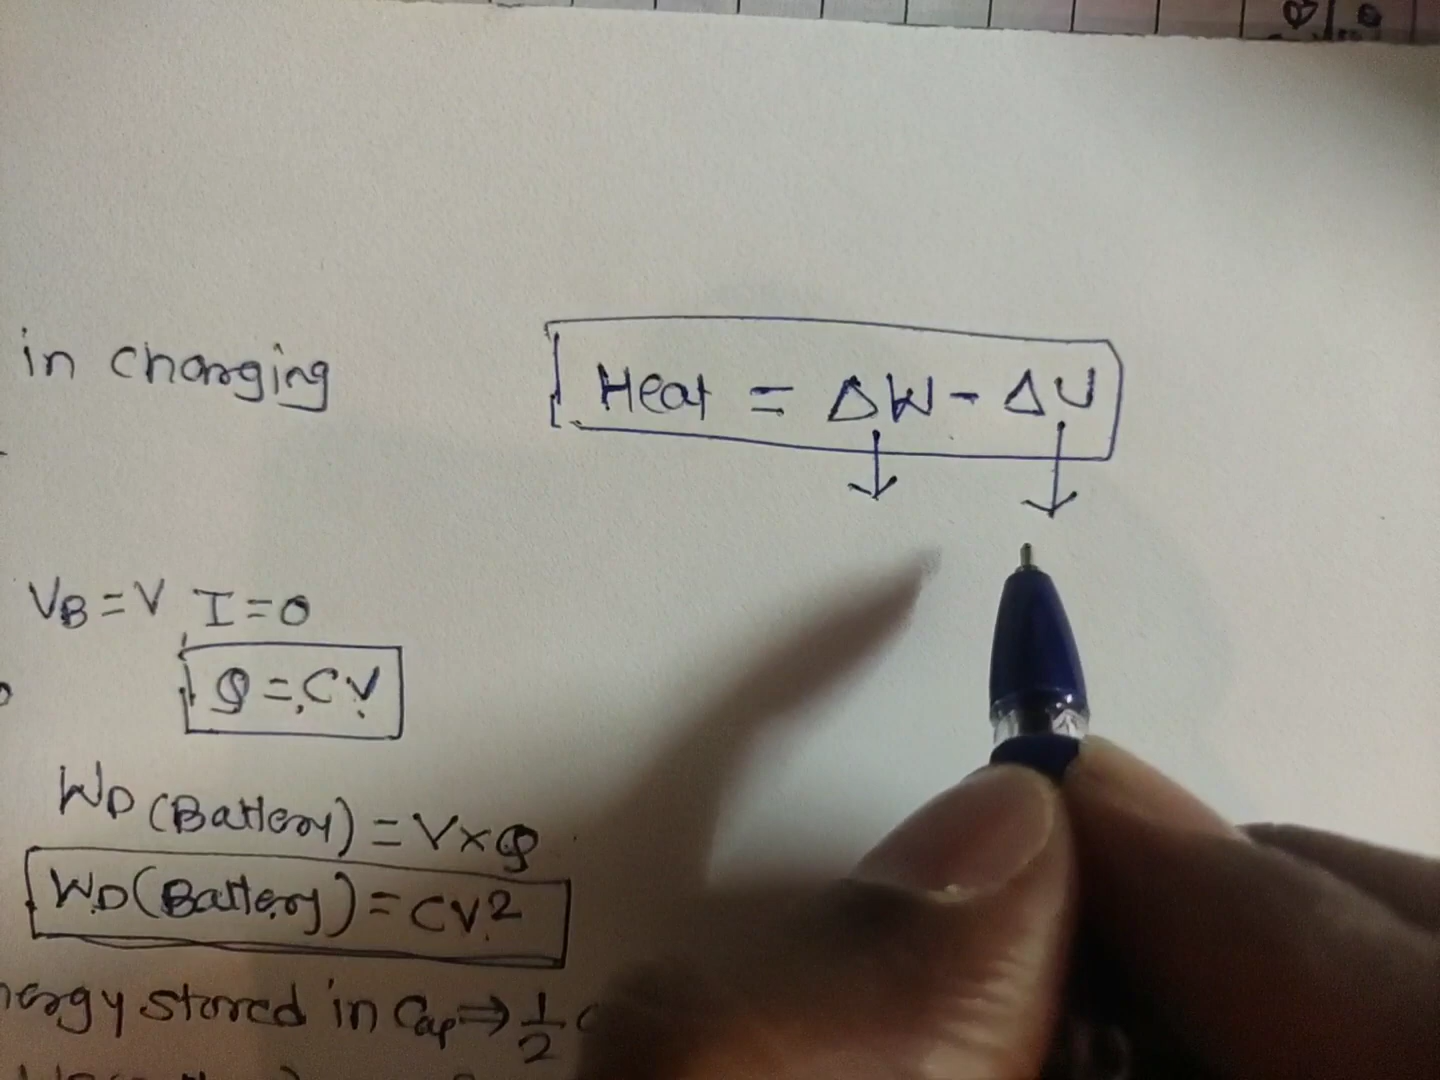 in charging
Heat = ΔW - ΔU
VB = V I = 0
Q = CV
WD (Battery) = V × Q
WD (Battery) = CV²
stored in Cap ⇒ 1/2